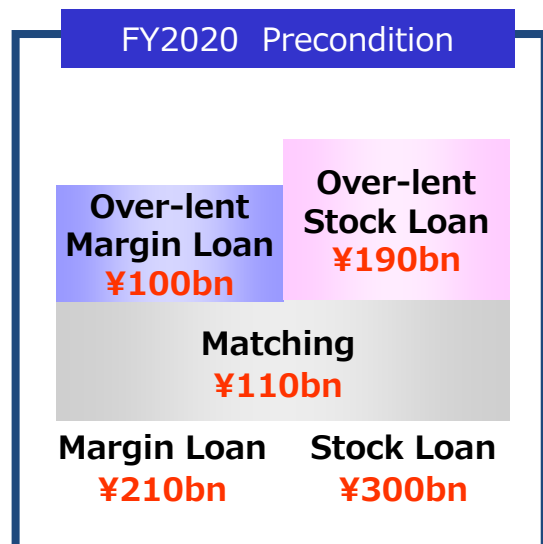 FY2020 Precondition
Over-lent
Margin Loan
¥100bn
Over-lent
Stock Loan
¥190bn
Matching
¥110bn
Margin Loan
¥210bn
Stock Loan
¥300bn